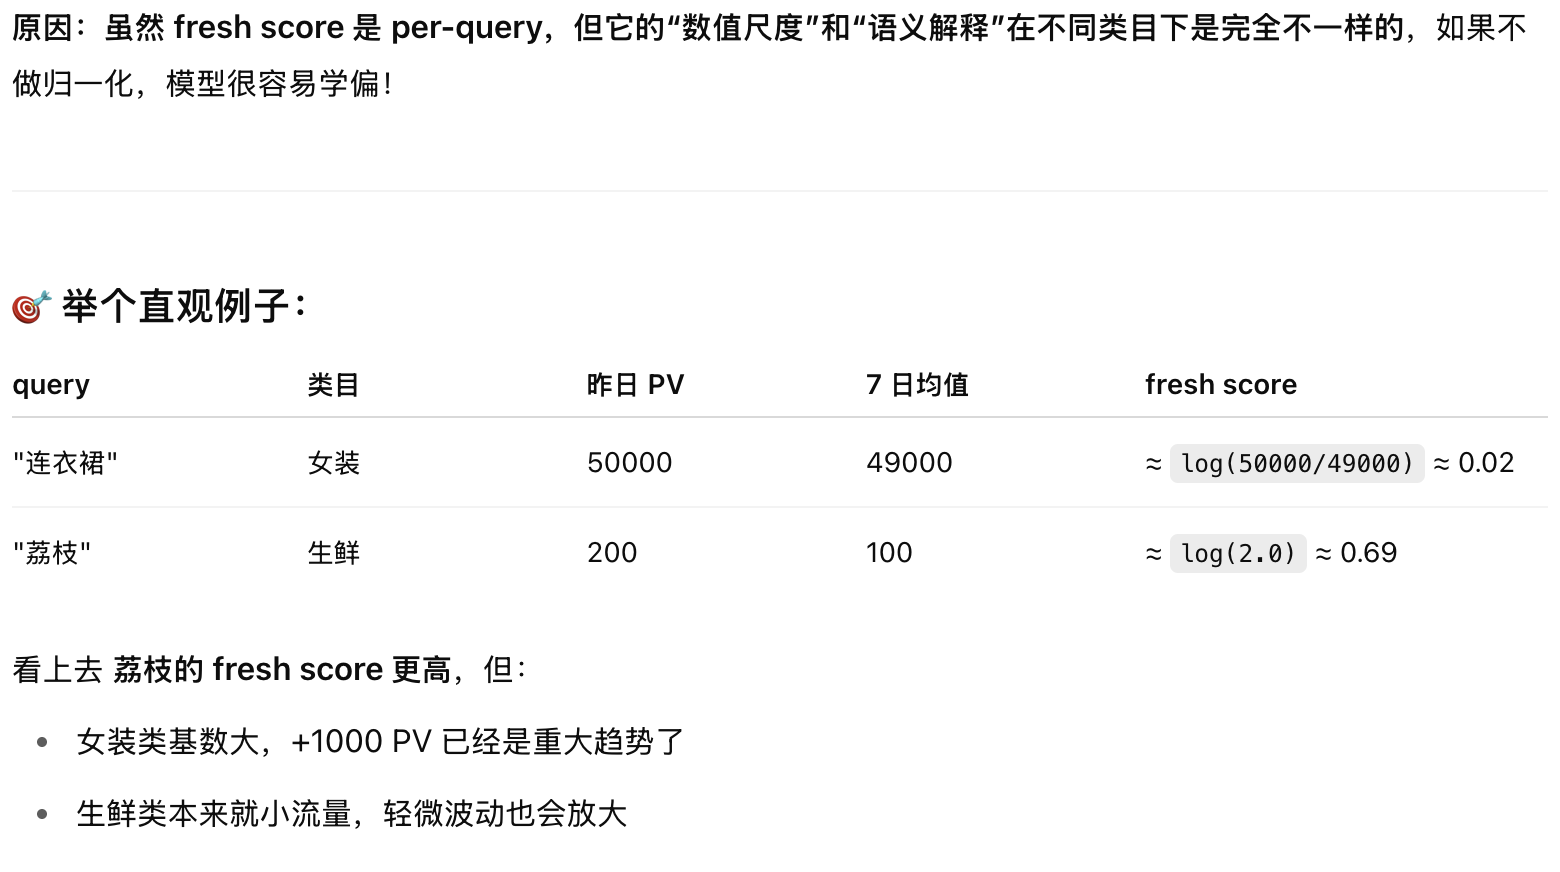 原因：虽然 fresh score 是 per-query，但它的“数值尺度”和“语义解释”在不同类目下是完全不一样的，如果不
做归一化，模型很容易学偏！
🎯 举个直观例子：
query 类目 昨日 PV 7 日均值 fresh score
"连衣裙" 女装 50000 49000 ≈ log(50000/49000) ≈ 0.02
"荔枝" 生鲜 200 100 ≈ log(2.0) ≈ 0.69
看上去 荔枝的 fresh score 更高，但：
• 女装类基数大，+1000 PV 已经是重大趋势了
• 生鲜类本来就小流量，轻微波动也会放大